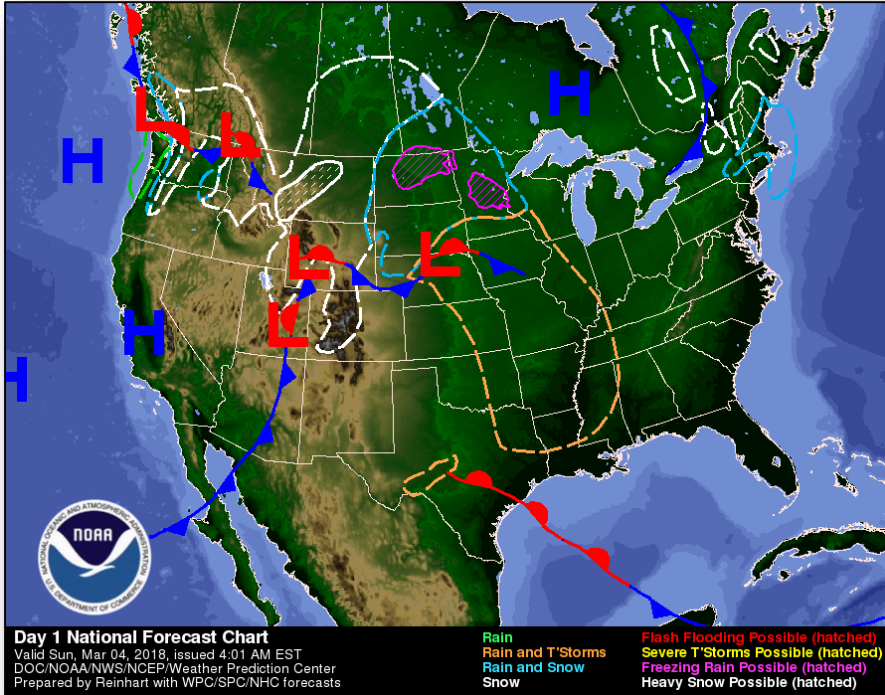 L
L
H
H
L
L
L
H
H
NATIONAL OCEANIC AND ATMOSPHERIC ADMINISTRATION
NOAA
U.S. DEPARTMENT OF COMMERCE
Day 1 National Forecast Chart
Valid Sun, Mar 04, 2018, issued 4:01 AM EST
DOC/NOAA/NWS/NCEP/Weather Prediction Center
Prepared by Reinhart with WPC/SPC/NHC forecasts
Rain
Rain and T'Storms
Rain and Snow
Snow
Flash Flooding Possible (hatched)
Severe T'Storms Possible (hatched)
Freezing Rain Possible (hatched)
Heavy Snow Possible (hatched)